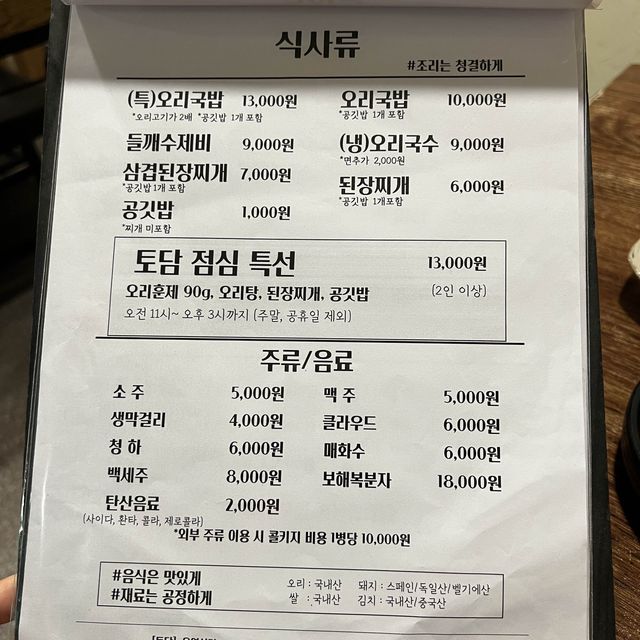 식사류
#조리는 청결하게
(특)오리국밥 13,000원 오리국밥 10,000원
*오리고기가 2배 *공깃밥 1개 포함 *공깃밥 1개 포함
들깨수제비 9,000원 (냉)오리국수 9,000원
*면추가 2,000원
삼겹된장찌개 7,000원 된장찌개 6,000원
*공깃밥 1개 포함 *공깃밥 1개포함
공깃밥 1,000원
*찌개 미포함
토담 점심 특선 13,000원
오리훈제 90g, 오리탕, 된장찌개, 공깃밥 (2인 이상)
오전 11시~ 오후 3시까지 (주말, 공휴일 제외)
주류/음료
소 주 5,000원 맥 주 5,000원
생막걸리 4,000원 클라우드 6,000원
청 하 6,000원 매화수 6,000원
백세주 8,000원 보해복분자 18,000원
탄산음료 2,000원
(사이다, 환타, 콜라, 제로콜라)
*외부 주류 이용 시 콜키지 비용 1병당 10,000원
#음식은 맛있게 오리 : 국내산 돼지 : 스페인/독일산/벨기에산
#재료는 공정하게 쌀 : 국내산 김치 : 국내산/중국산